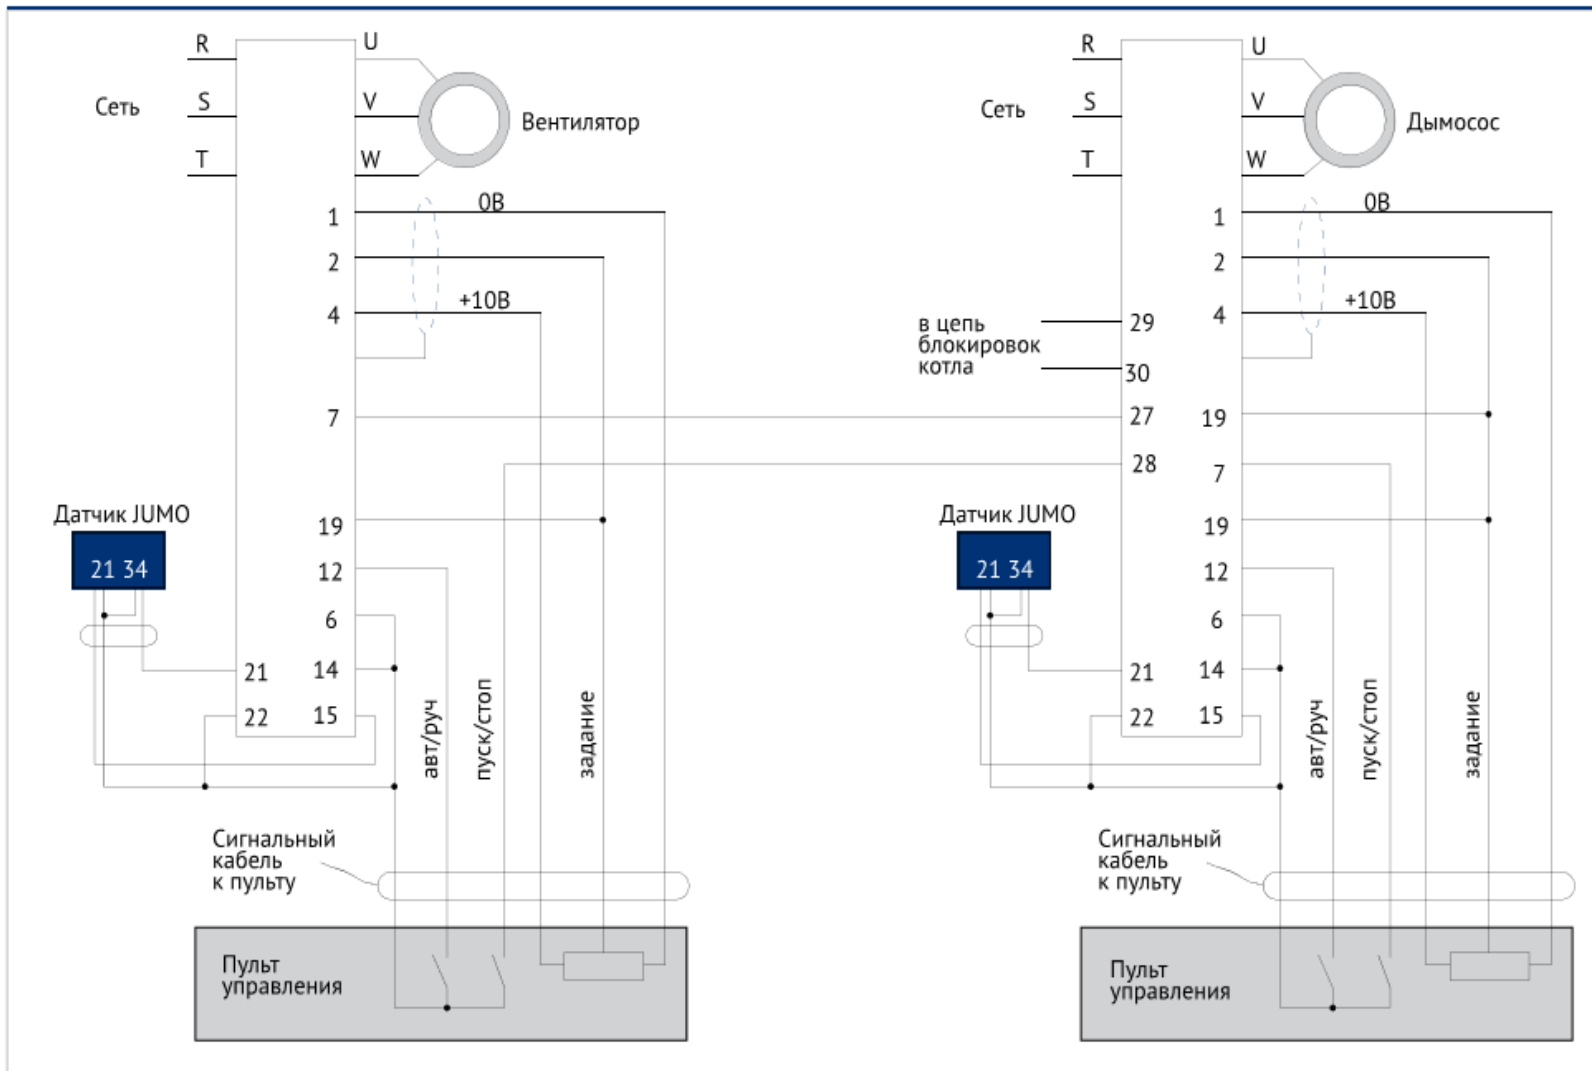 R
U
Сеть
S
V
Вентилятор
T
W
1
0В
2
4
+10В
7
Датчик JUMO
21 34
19
12
6
21
14
22
15
авт/руч
пуск/стоп
задание
Сигнальный
кабель
к пульту
Пульт
управления
R
U
Сеть
S
V
Дымосос
T
W
1
0В
2
4
+10В
в цепь
блокировок
котла
29
30
27
19
28
7
Датчик JUMO
21 34
19
12
6
21
14
22
15
авт/руч
пуск/стоп
задание
Сигнальный
кабель
к пульту
Пульт
управления